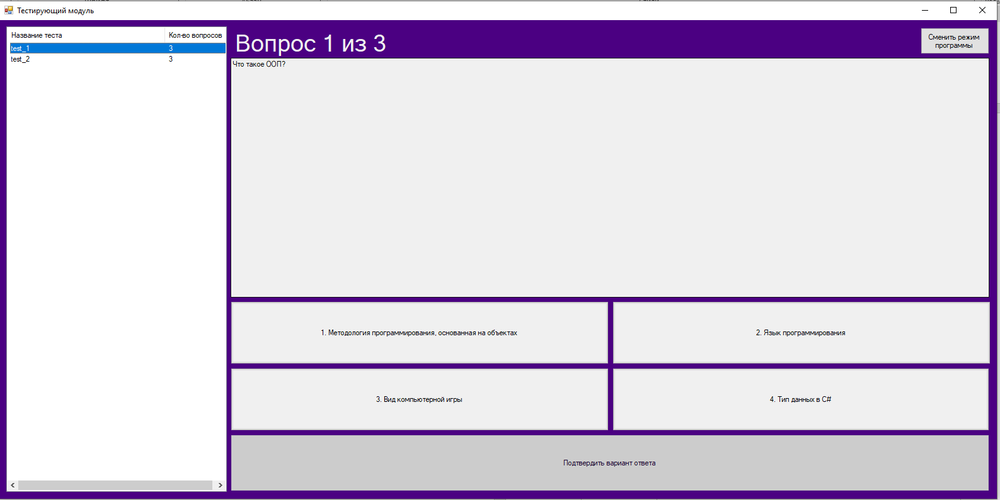 Тестирующий модуль
Название теста
Кол-во вопросов
test_1
3
test_2
3
Вопрос 1 из 3
Сменить режим
программы
Что такое ООП?
1. Методология программирования, основанная на объектах
2. Язык программирования
3. Вид компьютерной игры
4. Тип данных в C#
Подтвердить вариант ответа